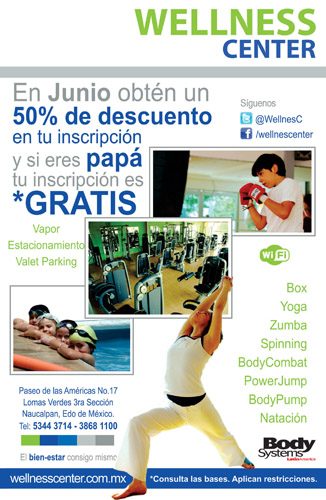 WELLNESS
CENTER
En Junio obtén un
50% de descuento
en tu inscripción
y si eres papá
tu inscripción es
*GRATIS
Síguenos
@WellnesC
/wellnescenter
Vapor
Estacionamiento
Valet Parking
WiFi
Box
Yoga
Zumba
Spinning
BodyCombat
PowerJump
BodyPump
Natación
Paseo de las Américas No.17
Lomas Verdes 3ra Sección
Naucalpan, Edo de México.
Tel: 5344 3714 - 3868 1100
El bien-estar consigo mismo
Body
Systems
Latinoamerica
wellnesscenter.com.mx
*Consulta las bases. Aplican restricciones.